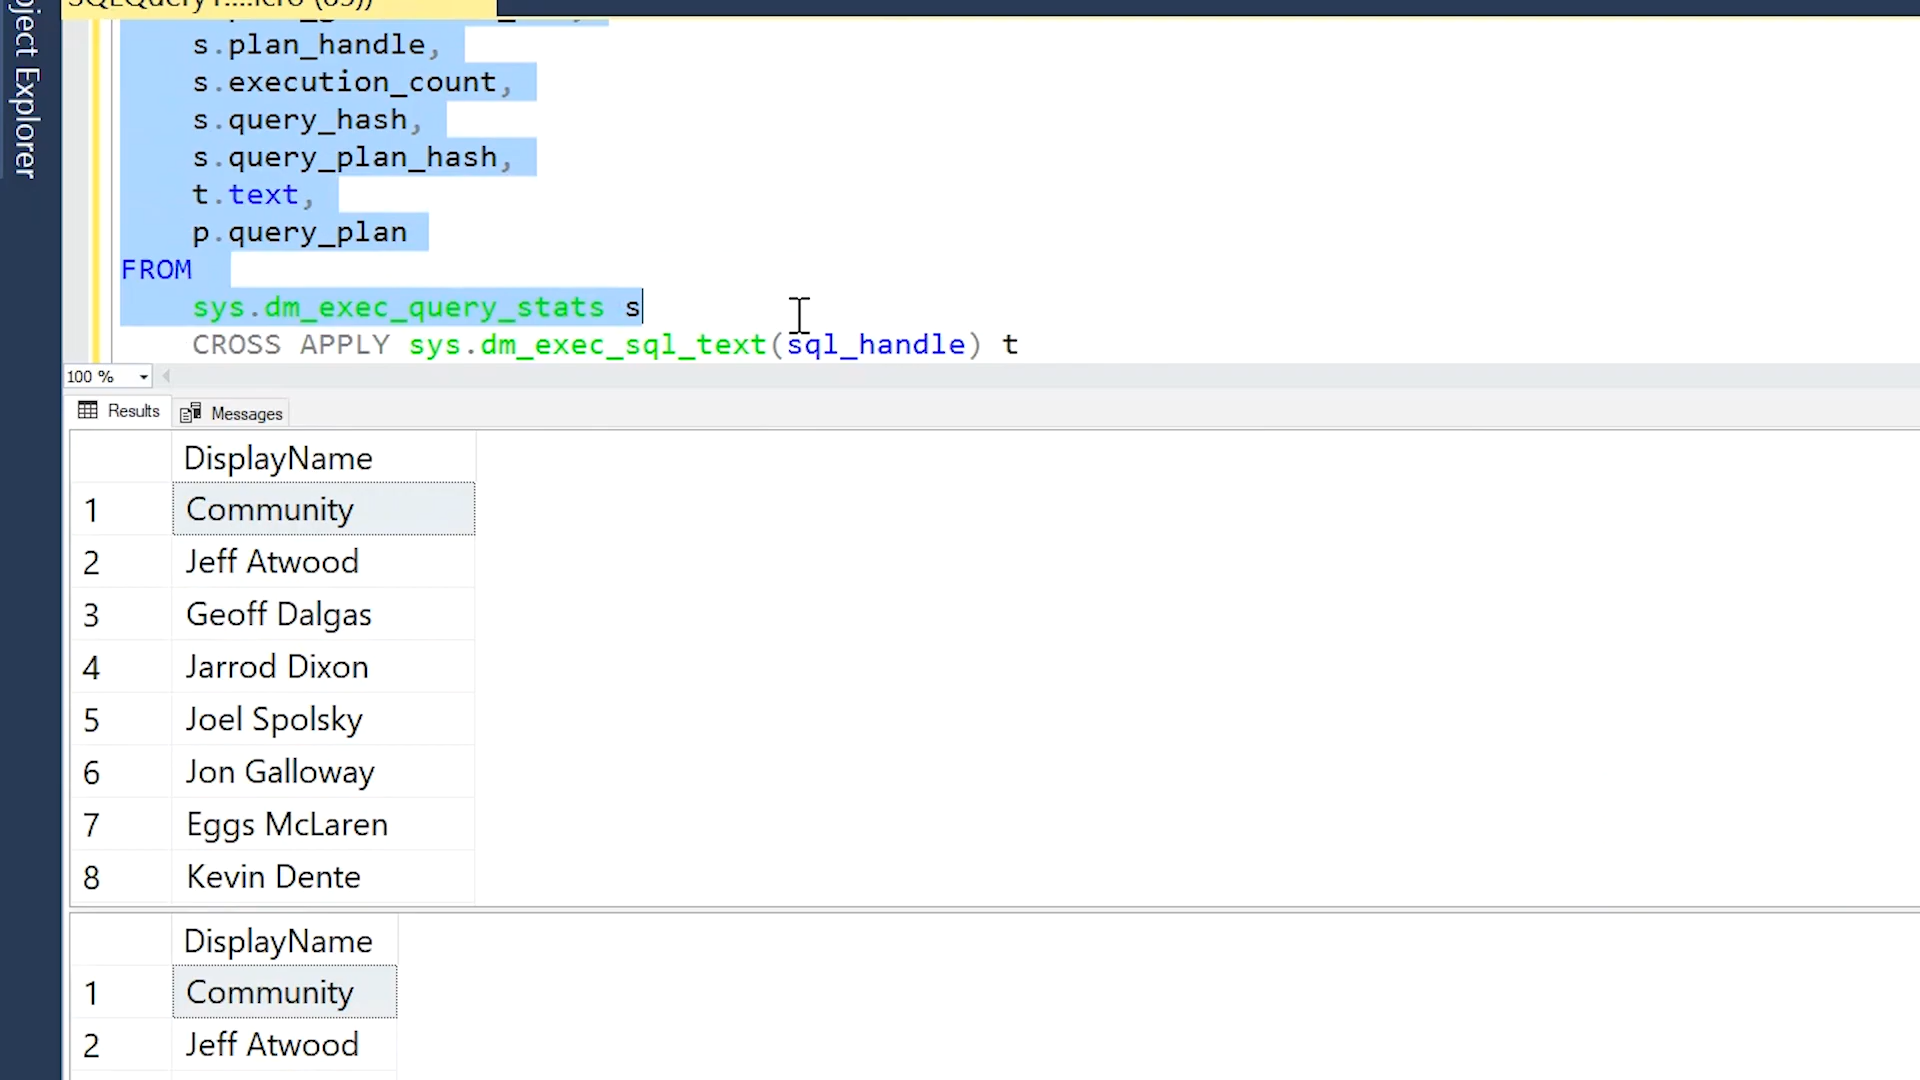 Object Explorer
s.plan_handle,
s.execution_count,
s.query_hash,
s.query_plan_hash,
t.text,
p.query_plan
FROM
sys.dm_exec_query_stats s
CROSS APPLY sys.dm_exec_sql_text(sql_handle) t
100 %
Results Messages
DisplayName
1 Community
2 Jeff Atwood
3 Geoff Dalgas
4 Jarrod Dixon
5 Joel Spolsky
6 Jon Galloway
7 Eggs McLaren
8 Kevin Dente
DisplayName
1 Community
2 Jeff Atwood